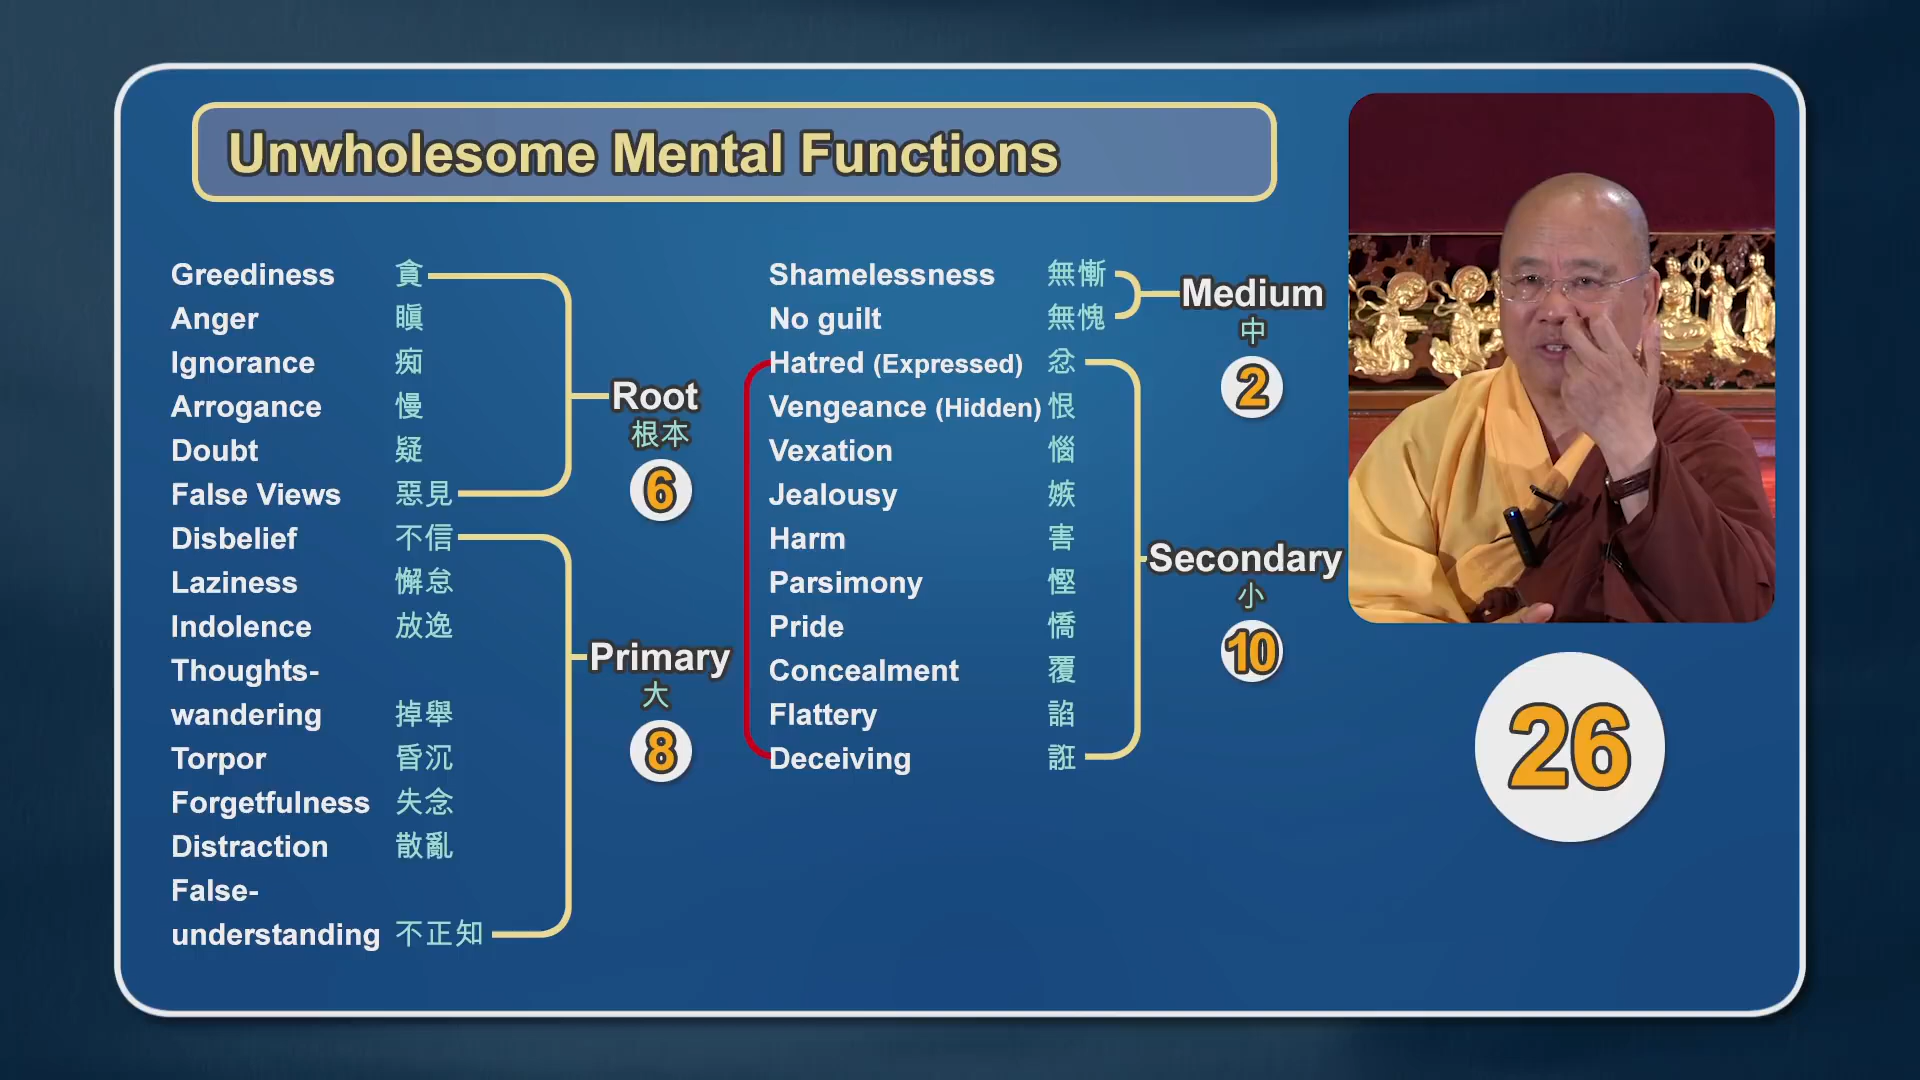 Unwholesome Mental Functions
Greediness 貪
Anger 瞋
Ignorance 痴
Arrogance 慢
Doubt 疑
False Views 惡見
Root
根本
6
Disbelief 不信
Laziness 懈怠
Indolence 放逸
Thoughts-
wandering 掉舉
Torpor 昏沉
Forgetfulness 失念
Distraction 散亂
False-
understanding 不正知
Primary
大
8
Shamelessness 無慚
No guilt 無愧
Medium
中
2
Hatred (Expressed) 忿
Vengeance (Hidden) 恨
Vexation 惱
Jealousy 嫉
Harm 害
Parsimony 慳
Pride 憍
Concealment 覆
Flattery 諂
Deceiving 誑
Secondary
小
10
26